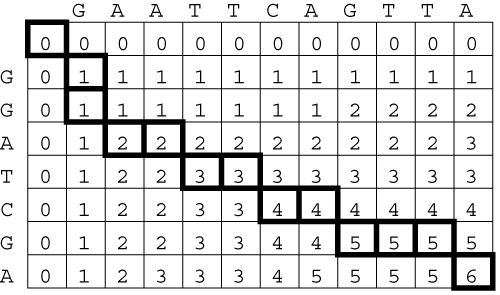 G A A T T C A G T T A
0 0 0 0 0 0 0 0 0 0 0 0
G 0 1 1 1 1 1 1 1 1 1 1 1
G 0 1 1 1 1 1 1 1 2 2 2 2
A 0 1 2 2 2 2 2 2 2 2 2 3
T 0 1 2 2 3 3 3 3 3 3 3 3
C 0 1 2 2 3 3 4 4 4 4 4 4
G 0 1 2 2 3 3 4 4 5 5 5 5
A 0 1 2 3 3 3 4 5 5 5 5 6